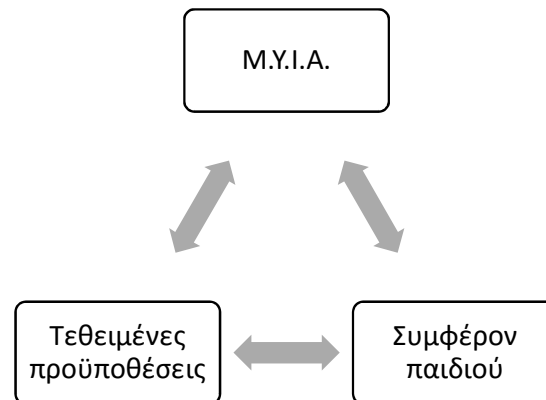 Μ.Υ.Ι.Α.
Τεθειμένες
προϋποθέσεις
Συμφέρον
παιδιού